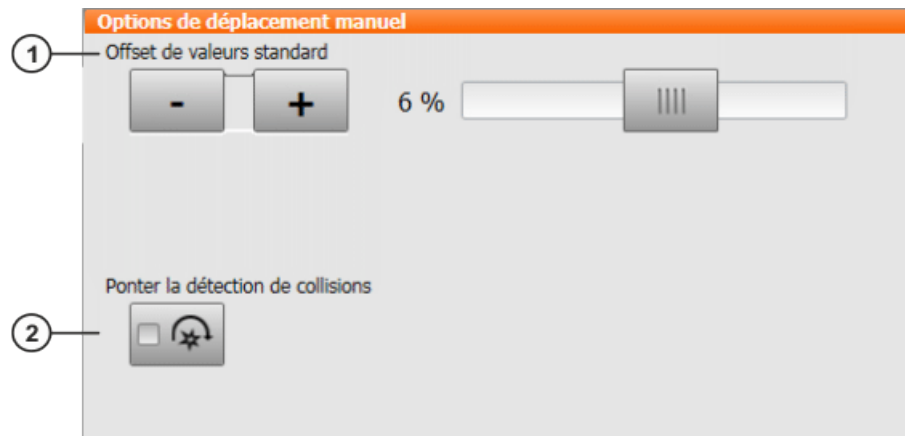 Options de déplacement manuel
1
Offset de valeurs standard
- + 6 %
Ponter la détection de collisions
2